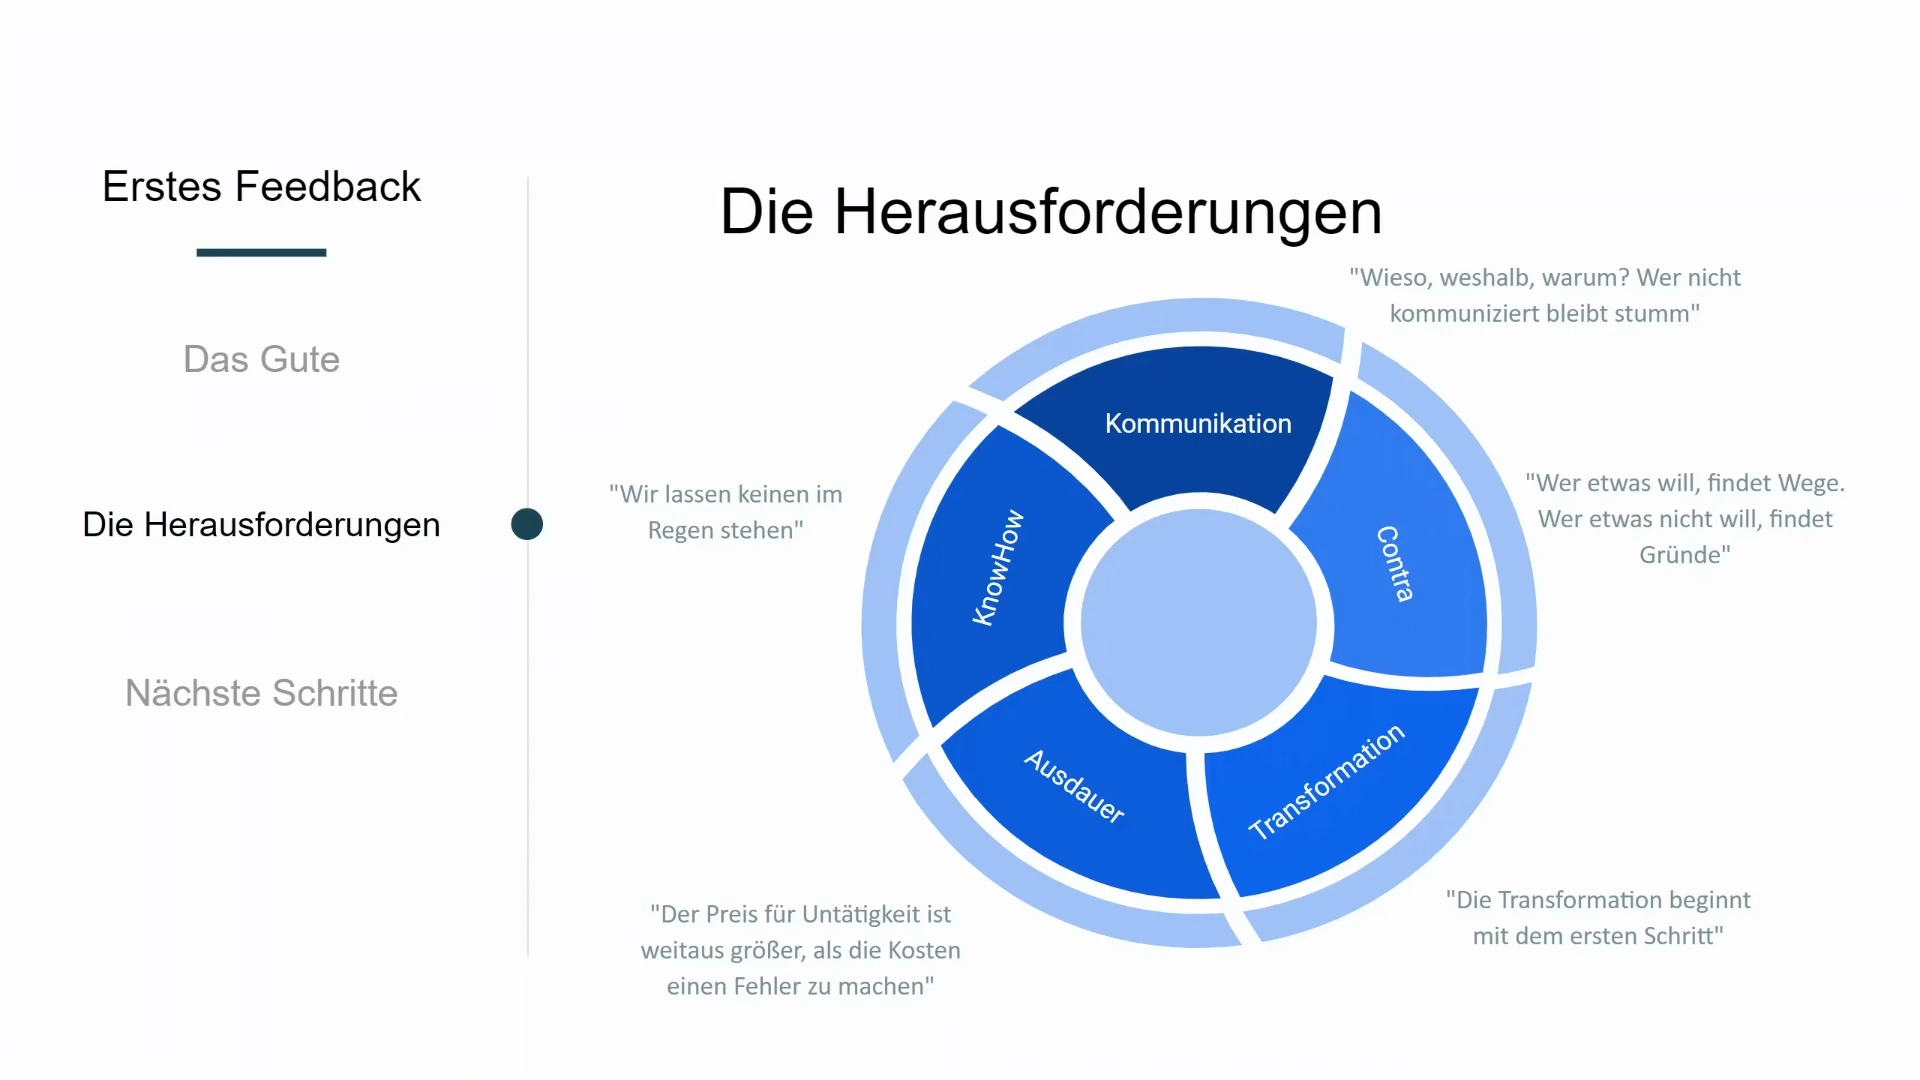 Erstes Feedback
Das Gute
Die Herausforderungen
Nächste Schritte
Die Herausforderungen
"Wieso, weshalb, warum? Wer nicht
kommuniziert bleibt stumm"
"Wer etwas will, findet Wege.
Wer etwas nicht will, findet
Gründe"
"Die Transformation beginnt
mit dem ersten Schritt"
"Der Preis für Untätigkeit ist
weitaus größer, als die Kosten
einen Fehler zu machen"
"Wir lassen keinen im
Regen stehen"
Kommunikation
Contra
Transformation
Ausdauer
KnowHow